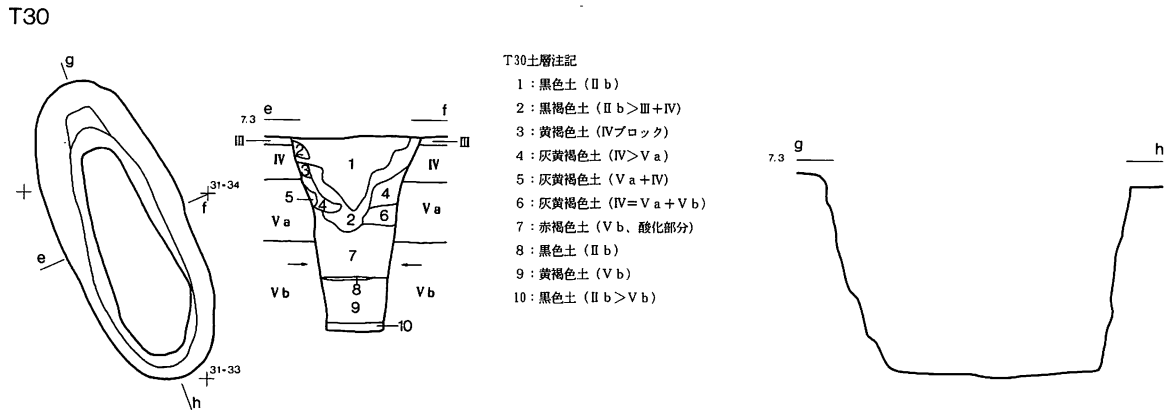 T30
g
31+34
f
e
31+33
h
e
f
7.3
III
III
IV
IV
Va
Va
Vb
Vb
1
2
3
4
5
2
4
6
7
8
9
10
T30土層注記
1：黒色土（Ⅱb）
2：黒褐色土（Ⅱb＞Ⅲ＋Ⅳ）
3：黄褐色土（Ⅳブロック）
4：灰黄褐色土（Ⅳ＞Ⅴa）
5：灰黄褐色土（Ⅴa＋Ⅳ）
6：灰黄褐色土（Ⅳ＝Ⅴa＋Ⅴb）
7：赤褐色土（Ⅴb、酸化部分）
8：黒色土（Ⅱb）
9：黄褐色土（Ⅴb）
10：黒色土（Ⅱb＞Ⅴb）
g
h
7.3